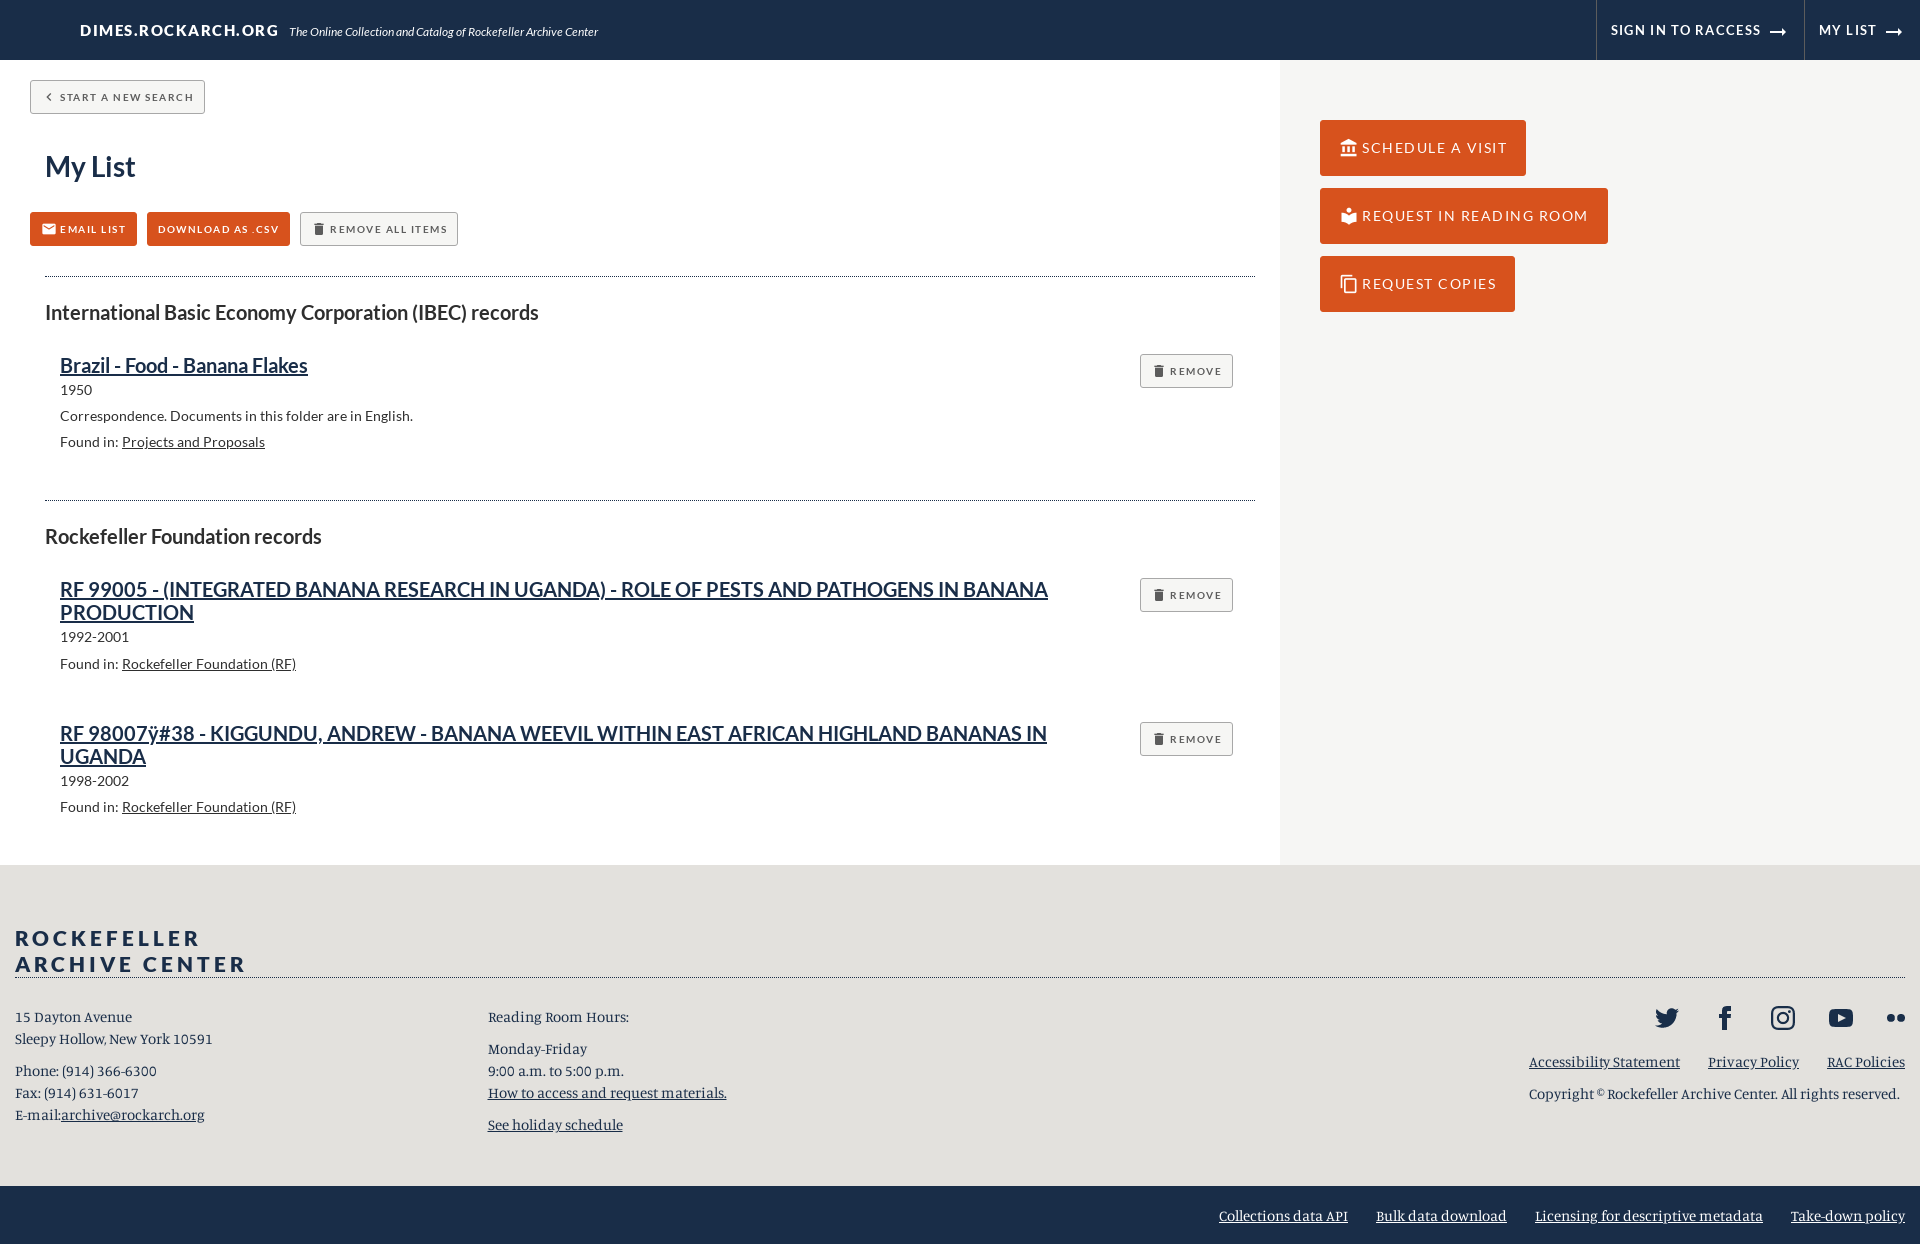 DIMES.ROCKARCH.ORG The Online Collection and Catalog of Rockefeller Archive Center
SIGN IN TO RACCESS
MY LIST
START A NEW SEARCH
My List
EMAIL LIST
DOWNLOAD AS .CSV
REMOVE ALL ITEMS
International Basic Economy Corporation (IBEC) records
Brazil - Food - Banana Flakes
REMOVE
1950
Correspondence. Documents in this folder are in English.
Found in: Projects and Proposals
Rockefeller Foundation records
RF 99005 - (INTEGRATED BANANA RESEARCH IN UGANDA) - ROLE OF PESTS AND PATHOGENS IN BANANA
PRODUCTION
REMOVE
1992-2001
Found in: Rockefeller Foundation (RF)
RF 98007ÿ#38 - KIGGUNDU, ANDREW - BANANA WEEVIL WITHIN EAST AFRICAN HIGHLAND BANANAS IN
UGANDA
REMOVE
1998-2002
Found in: Rockefeller Foundation (RF)
SCHEDULE A VISIT
REQUEST IN READING ROOM
REQUEST COPIES
ROCKEFELLER
ARCHIVE CENTER
15 Dayton Avenue
Sleepy Hollow, New York 10591
Phone: (914) 366-6300
Fax: (914) 631-6017
E-mail:archive@rockarch.org
Reading Room Hours:
Monday-Friday
9:00 a.m. to 5:00 p.m.
How to access and request materials.
See holiday schedule
Accessibility Statement
Privacy Policy
RAC Policies
Copyright © Rockefeller Archive Center. All rights reserved.
Collections data API
Bulk data download
Licensing for descriptive metadata
Take-down policy